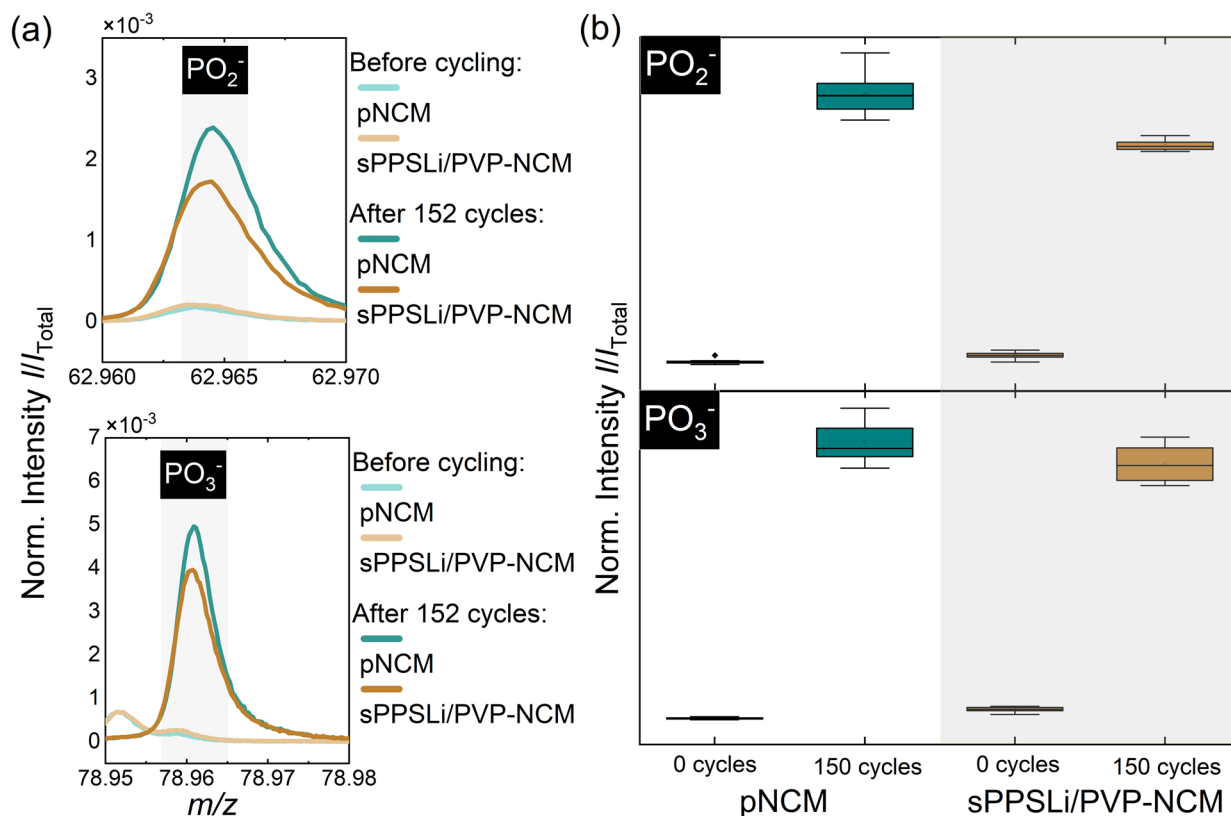 (a)
Norm. Intensity I/I_Total
×10⁻³
PO₂⁻
3
2
1
0
62.960
62.965
62.970
Before cycling:
pNCM
sPPSLi/PVP-NCM
After 152 cycles:
pNCM
sPPSLi/PVP-NCM
×10⁻³
PO₃⁻
7
6
5
4
3
2
1
0
78.95
78.96
78.97
78.98
m/z
Before cycling:
pNCM
sPPSLi/PVP-NCM
After 152 cycles:
pNCM
sPPSLi/PVP-NCM
(b)
Norm. Intensity I/I_Total
PO₂⁻
PO₃⁻
0 cycles
150 cycles
0 cycles
150 cycles
pNCM
sPPSLi/PVP-NCM